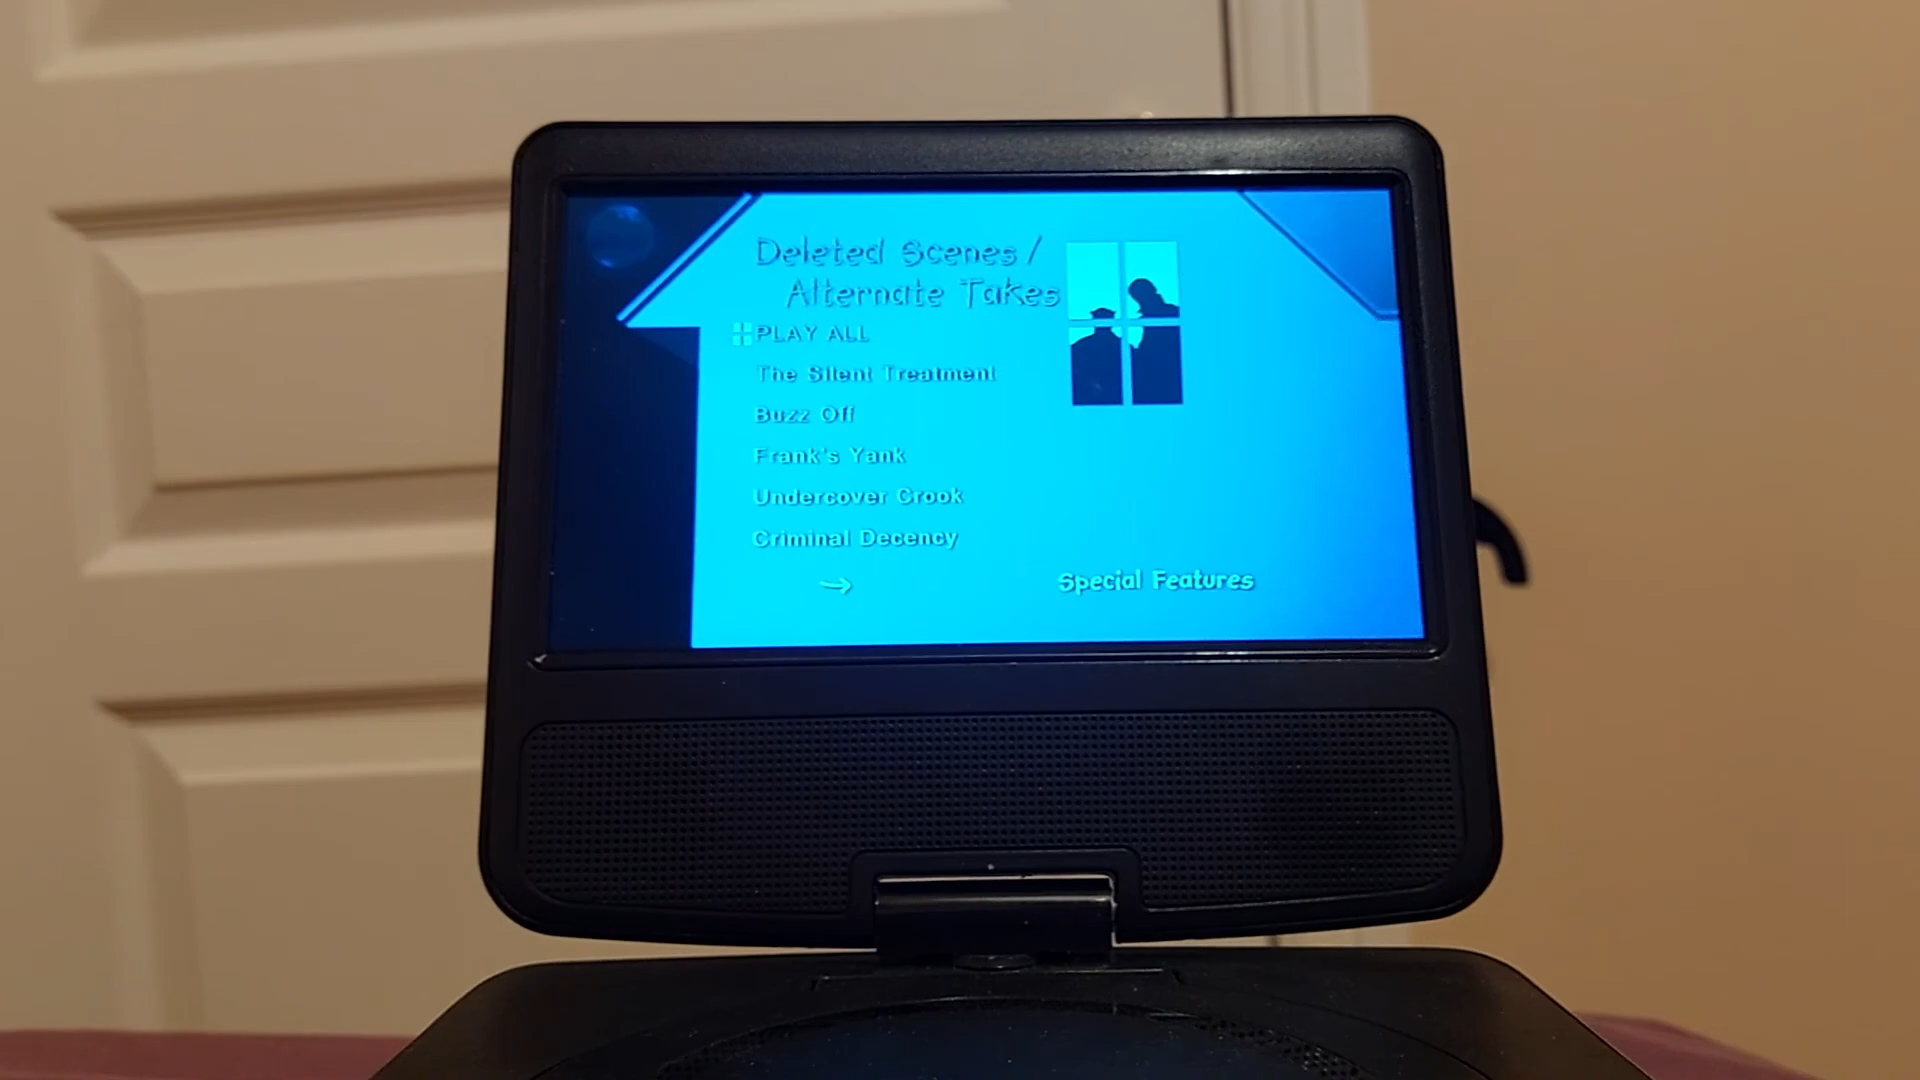 Deleted Scenes /
Alternate Takes
PLAY ALL
The Silent Treatment
Buzz Off
Frank's Yank
Undercover Crook
Criminal Decency
Special Features